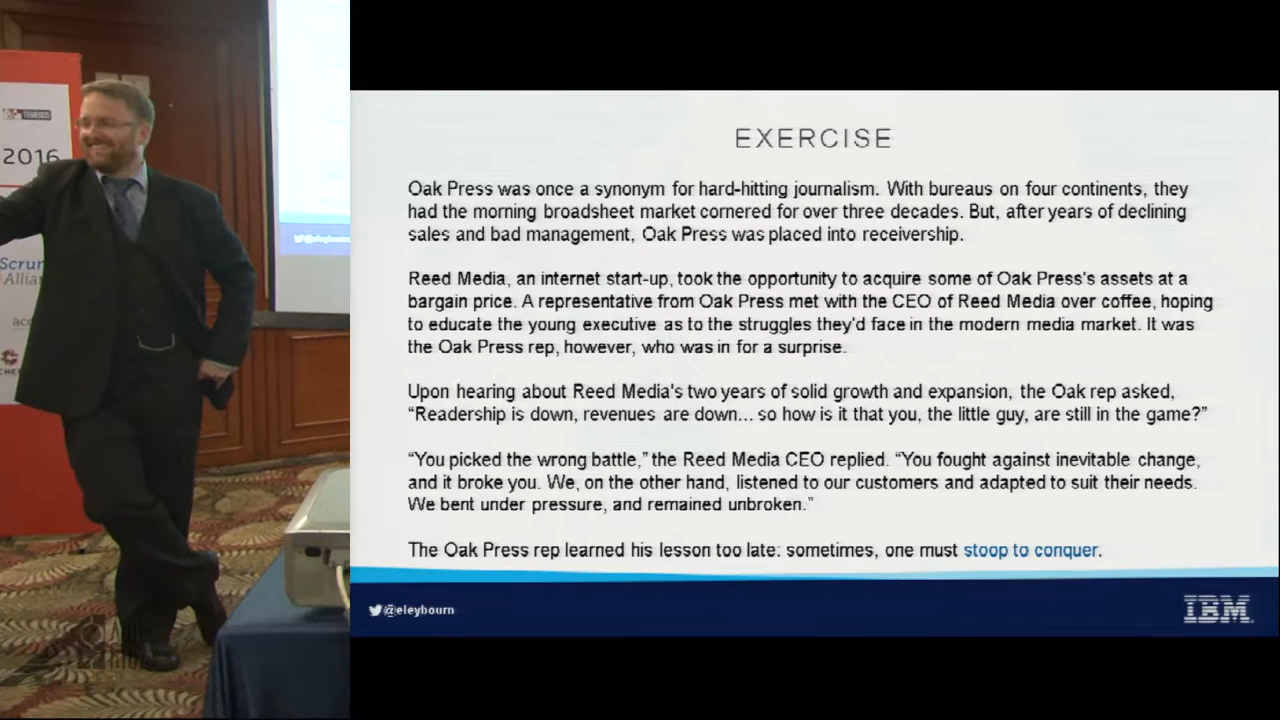 TEMENOS
2016
Scrum
Allian
acc
CHE
@eleybourn
EXERCISE
Oak Press was once a synonym for hard-hitting journalism. With bureaus on four continents, they
had the morning broadsheet market cornered for over three decades. But, after years of declining
sales and bad management, Oak Press was placed into receivership.
Reed Media, an internet start-up, took the opportunity to acquire some of Oak Press's assets at a
bargain price. A representative from Oak Press met with the CEO of Reed Media over coffee, hoping
to educate the young executive as to the struggles they'd face in the modern media market. It was
the Oak Press rep, however, who was in for a surprise.
Upon hearing about Reed Media's two years of solid growth and expansion, the Oak rep asked,
“Readership is down, revenues are down... so how is it that you, the little guy, are still in the game?”
“You picked the wrong battle,” the Reed Media CEO replied. “You fought against inevitable change,
and it broke you. We, on the other hand, listened to our customers and adapted to suit their needs.
We bent under pressure, and remained unbroken.”
The Oak Press rep learned his lesson too late: sometimes, one must stoop to conquer.
@eleybourn
IBM